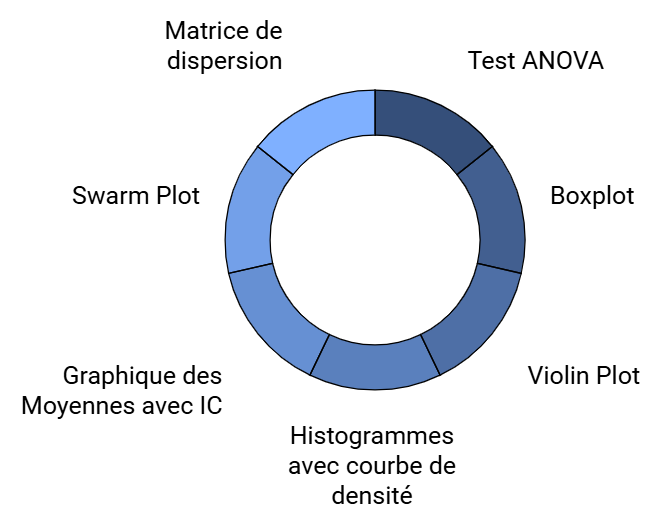 Matrice de
dispersion
Test ANOVA
Swarm Plot
Boxplot
Graphique des
Moyennes avec IC
Violin Plot
Histogrammes
avec courbe de
densité